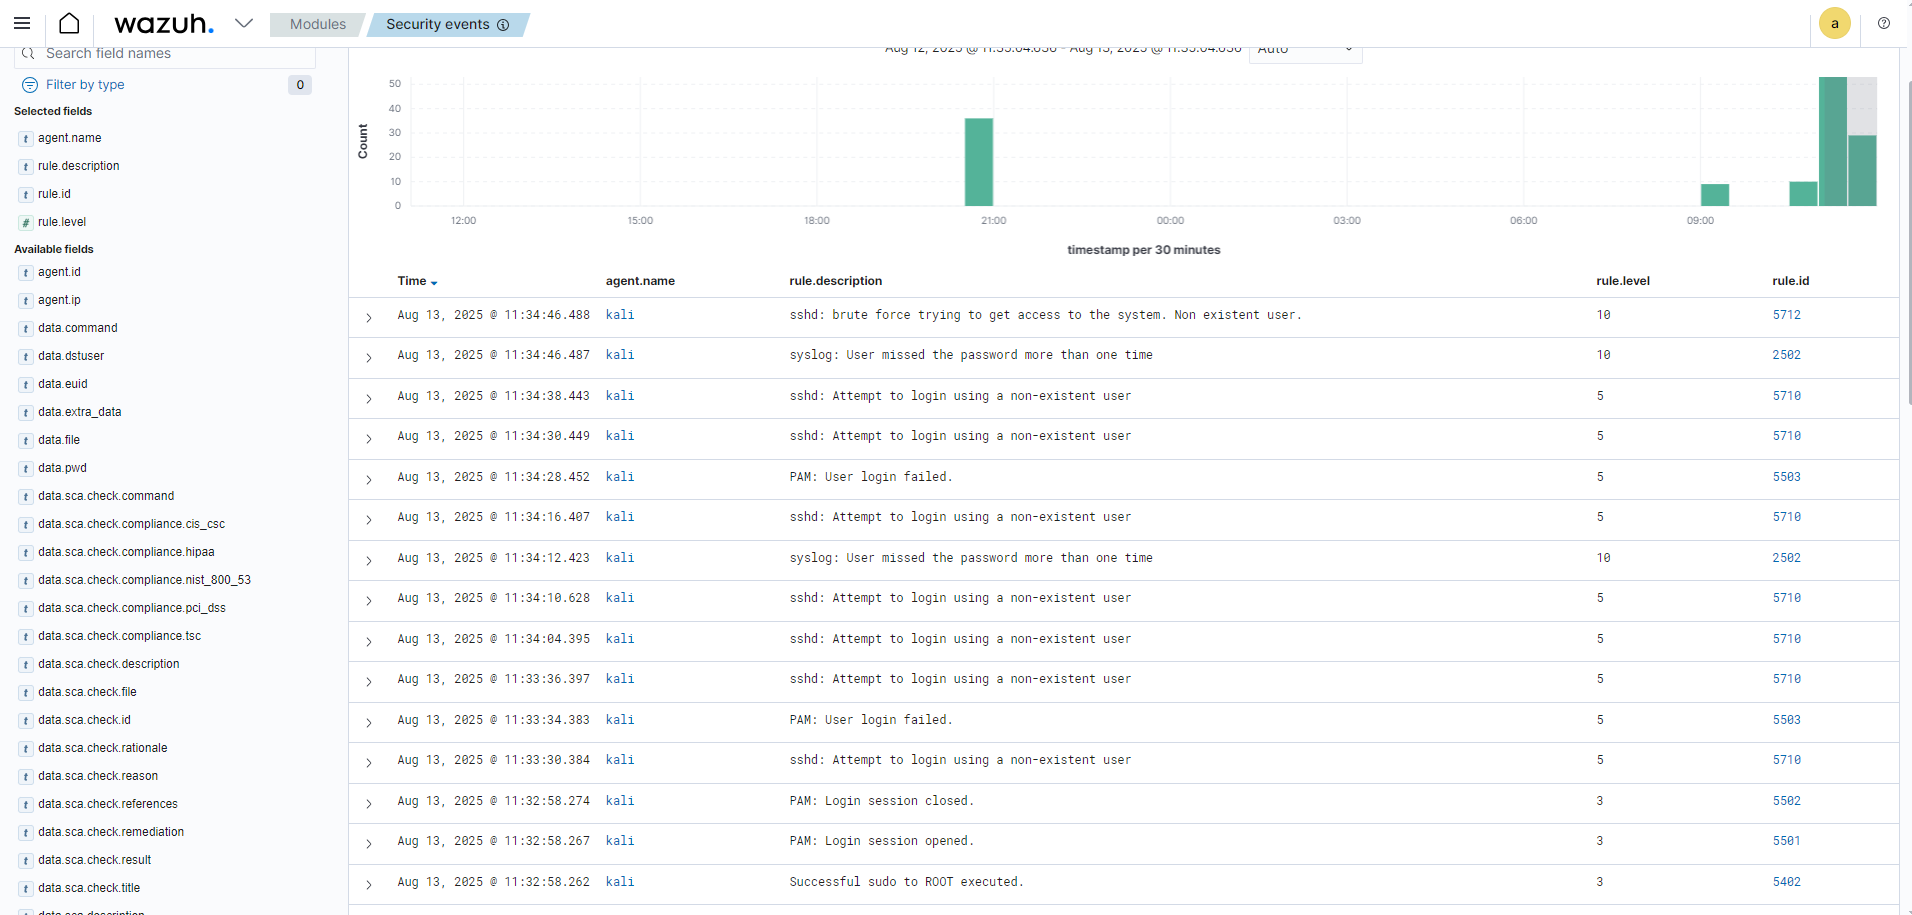 wazuh.
Modules
Security events
a
Search field names
Filter by type
0
Selected fields
t agent.name
t rule.description
t rule.id
# rule.level
Available fields
t agent.id
t agent.ip
t data.command
t data.dstuser
t data.euid
t data.extra_data
t data.file
t data.pwd
t data.sca.check.command
t data.sca.check.compliance.cis_csc
t data.sca.check.compliance.hipaa
t data.sca.check.compliance.nist_800_53
t data.sca.check.compliance.pci_dss
t data.sca.check.compliance.tsc
t data.sca.check.description
t data.sca.check.file
t data.sca.check.id
t data.sca.check.rationale
t data.sca.check.reason
t data.sca.check.references
t data.sca.check.remediation
t data.sca.check.result
t data.sca.check.title
data.sca.description
Aug 12, 2025 @ 11:35:04.636 - Aug 13, 2025 @ 11:35:04.636
Auto
Count
50
40
30
20
10
0
12:00 15:00 18:00 21:00 00:00 03:00 06:00 09:00
timestamp per 30 minutes
Time agent.name rule.description rule.level rule.id
Aug 13, 2025 @ 11:34:46.488 kali sshd: brute force trying to get access to the system. Non existent user. 10 5712
Aug 13, 2025 @ 11:34:46.487 kali syslog: User missed the password more than one time 10 2502
Aug 13, 2025 @ 11:34:38.443 kali sshd: Attempt to login using a non-existent user 5 5710
Aug 13, 2025 @ 11:34:30.449 kali sshd: Attempt to login using a non-existent user 5 5710
Aug 13, 2025 @ 11:34:28.452 kali PAM: User login failed. 5 5503
Aug 13, 2025 @ 11:34:16.407 kali sshd: Attempt to login using a non-existent user 5 5710
Aug 13, 2025 @ 11:34:12.423 kali syslog: User missed the password more than one time 10 2502
Aug 13, 2025 @ 11:34:10.628 kali sshd: Attempt to login using a non-existent user 5 5710
Aug 13, 2025 @ 11:34:04.395 kali sshd: Attempt to login using a non-existent user 5 5710
Aug 13, 2025 @ 11:33:36.397 kali sshd: Attempt to login using a non-existent user 5 5710
Aug 13, 2025 @ 11:33:34.383 kali PAM: User login failed. 5 5503
Aug 13, 2025 @ 11:33:30.384 kali sshd: Attempt to login using a non-existent user 5 5710
Aug 13, 2025 @ 11:32:58.274 kali PAM: Login session closed. 3 5502
Aug 13, 2025 @ 11:32:58.267 kali PAM: Login session opened. 3 5501
Aug 13, 2025 @ 11:32:58.262 kali Successful sudo to ROOT executed. 3 5402